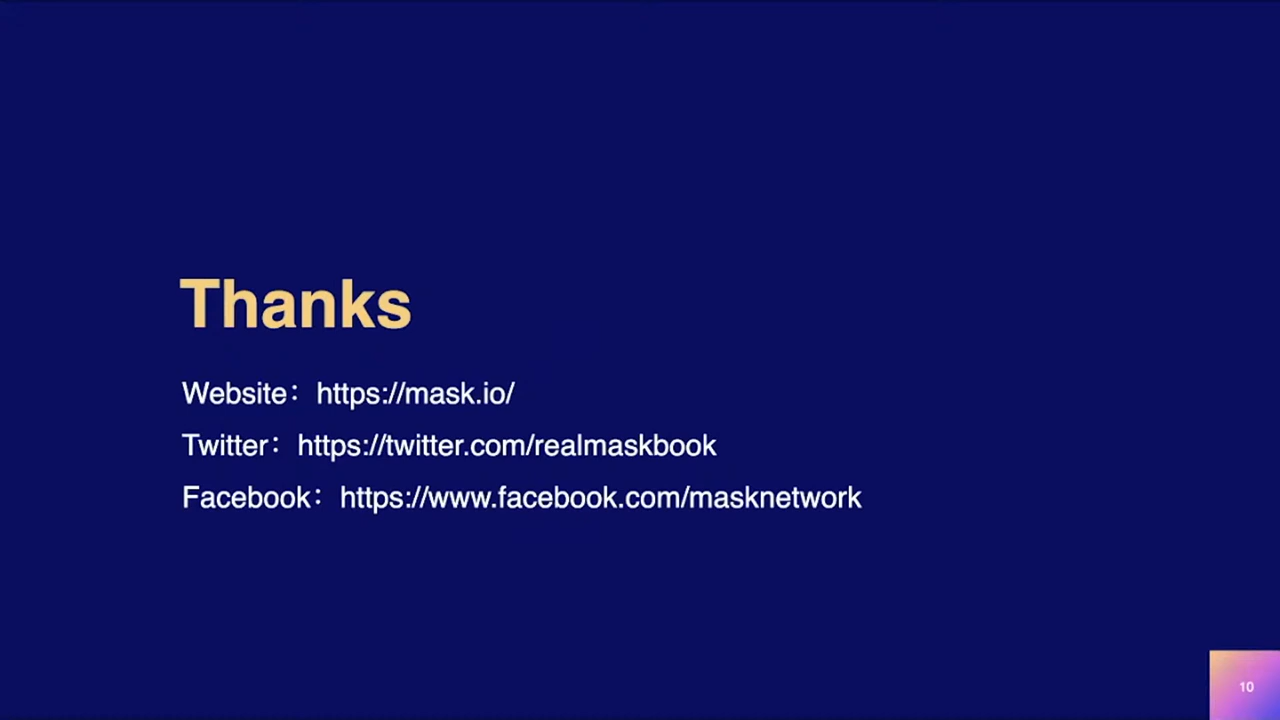 Thanks
Website：https://mask.io/
Twitter：https://twitter.com/realmaskbook
Facebook：https://www.facebook.com/masknetwork
10